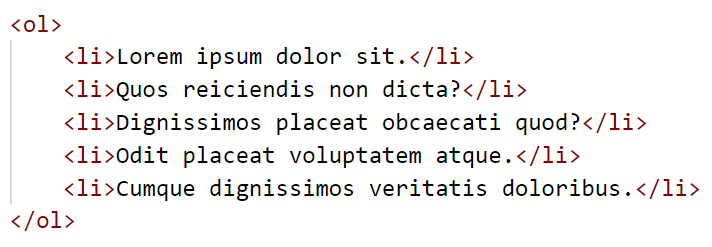 <ol>
<li>Lorem ipsum dolor sit.</li>
<li>Quos reiciendis non dicta?</li>
<li>Dignissimos placeat obcaecati quod?</li>
<li>Odit placeat voluptatem atque.</li>
<li>Cumque dignissimos veritatis doloribus.</li>
</ol>